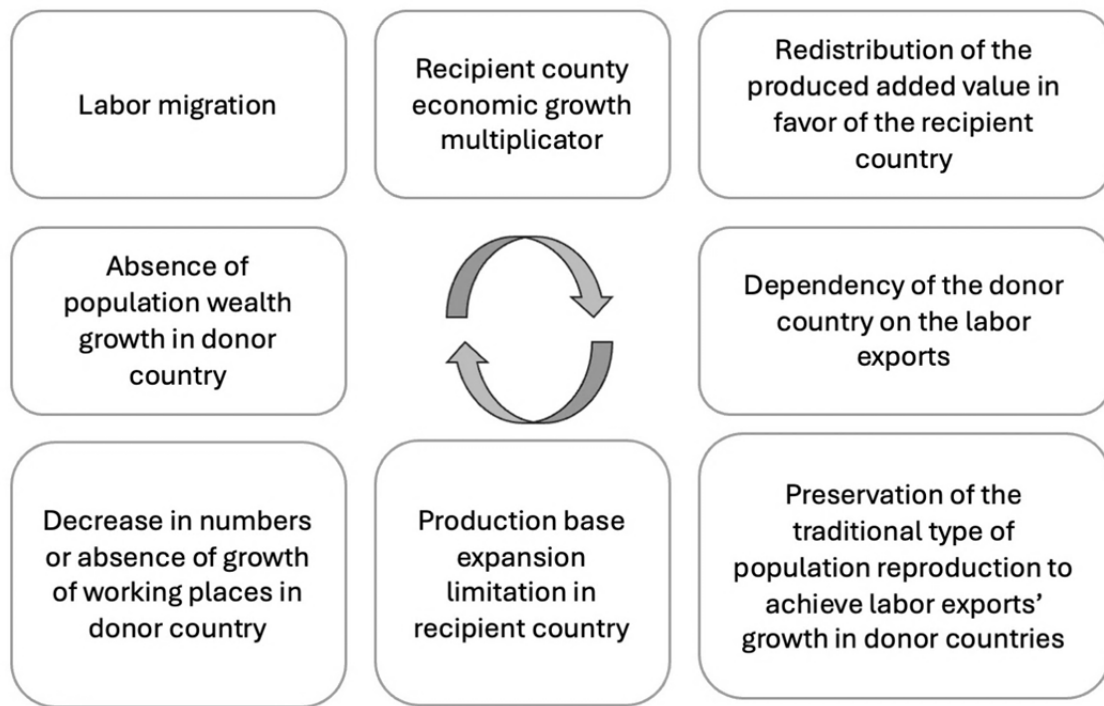 Labor migration
Recipient county
economic growth
multiplicator
Redistribution of the
produced added value in
favor of the recipient
country
Absence of
population wealth
growth in donor
country
Dependency of the donor
country on the labor
exports
Decrease in numbers
or absence of growth
of working places in
donor country
Production base
expansion
limitation in
recipient country
Preservation of the
traditional type of
population reproduction to
achieve labor exports’
growth in donor countries